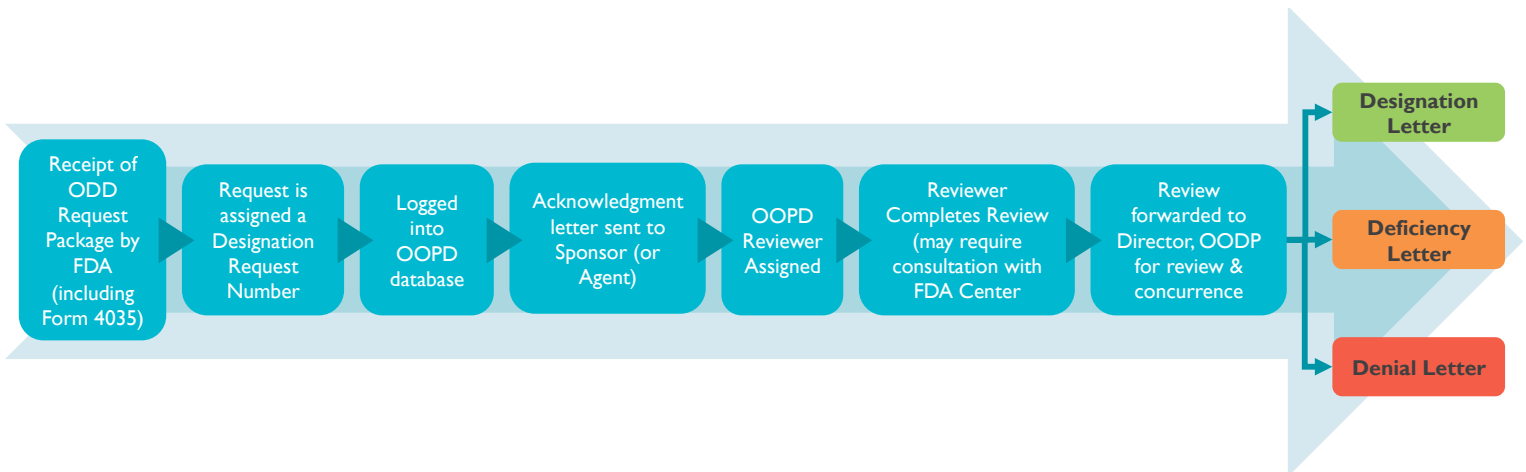 Receipt of
ODD
Request
Package by
FDA
(including
Form 4035)
Request is
assigned a
Designation
Request
Number
Logged
into
OOPD
database
Acknowledgment
letter sent to
Sponsor (or
Agent)
OOPD
Reviewer
Assigned
Reviewer
Completes Review
(may require
consultation with
FDA Center
Review
forwarded to
Director, OODP
for review &
concurrence
Designation
Letter
Deficiency
Letter
Denial Letter